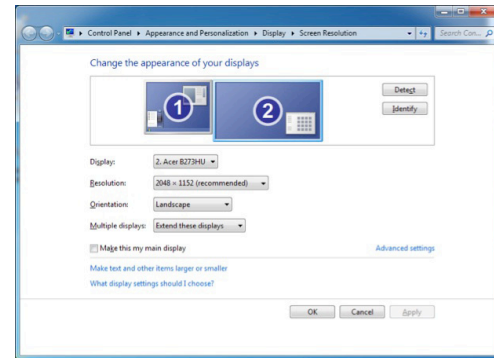 Control Panel ▸ Appearance and Personalization ▸ Display ▸ Screen Resolution
Search Con...
Change the appearance of your displays
1
2
Detect
Identify
Display:
2. Acer B273HU
Resolution:
2048 × 1152 (recommended)
Orientation:
Landscape
Multiple displays:
Extend these displays
Make this my main display
Advanced settings
Make text and other items larger or smaller
What display settings should I choose?
OK
Cancel
Apply